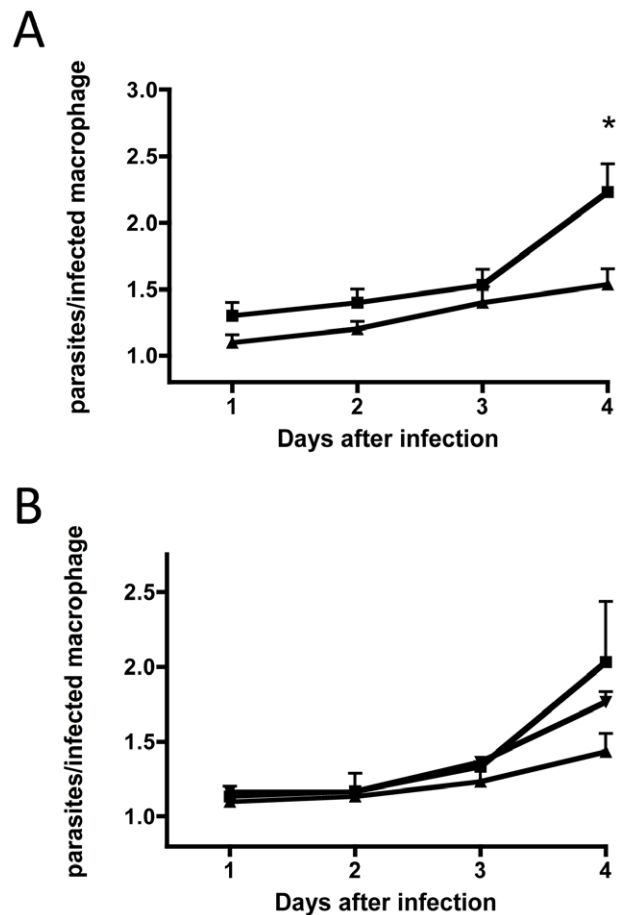 A
parasites/infected macrophage
3.0
2.5
2.0
1.5
1.0
*
1 2 3 4
Days after infection
B
parasites/infected macrophage
2.5
2.0
1.5
1.0
1 2 3 4
Days after infection